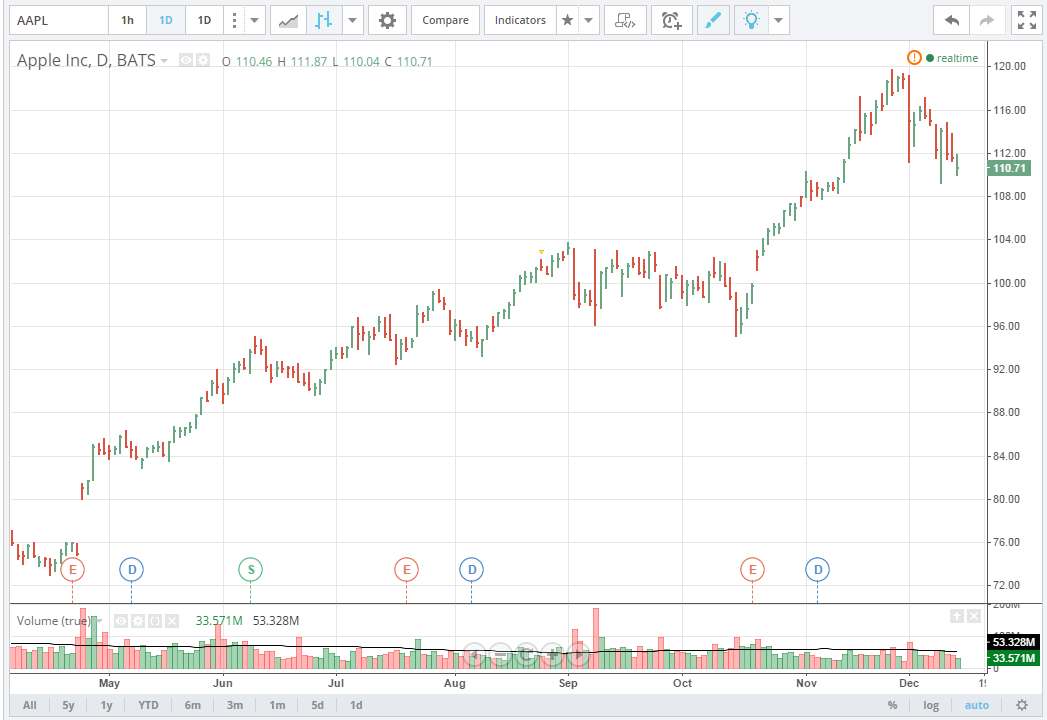 AAPL 1h 1D 1D Compare Indicators
Apple Inc, D, BATS O 110.46 H 111.87 L 110.04 C 110.71
! realtime
120.00
116.00
112.00
110.71
108.00
104.00
100.00
96.00
92.00
88.00
84.00
80.00
76.00
72.00
E D S E D E D
200M
Volume (true) 33.571M 53.328M
53.328M
33.571M
0
May Jun Jul Aug Sep Oct Nov Dec
All 5y 1y YTD 6m 3m 1m 5d 1d % log auto